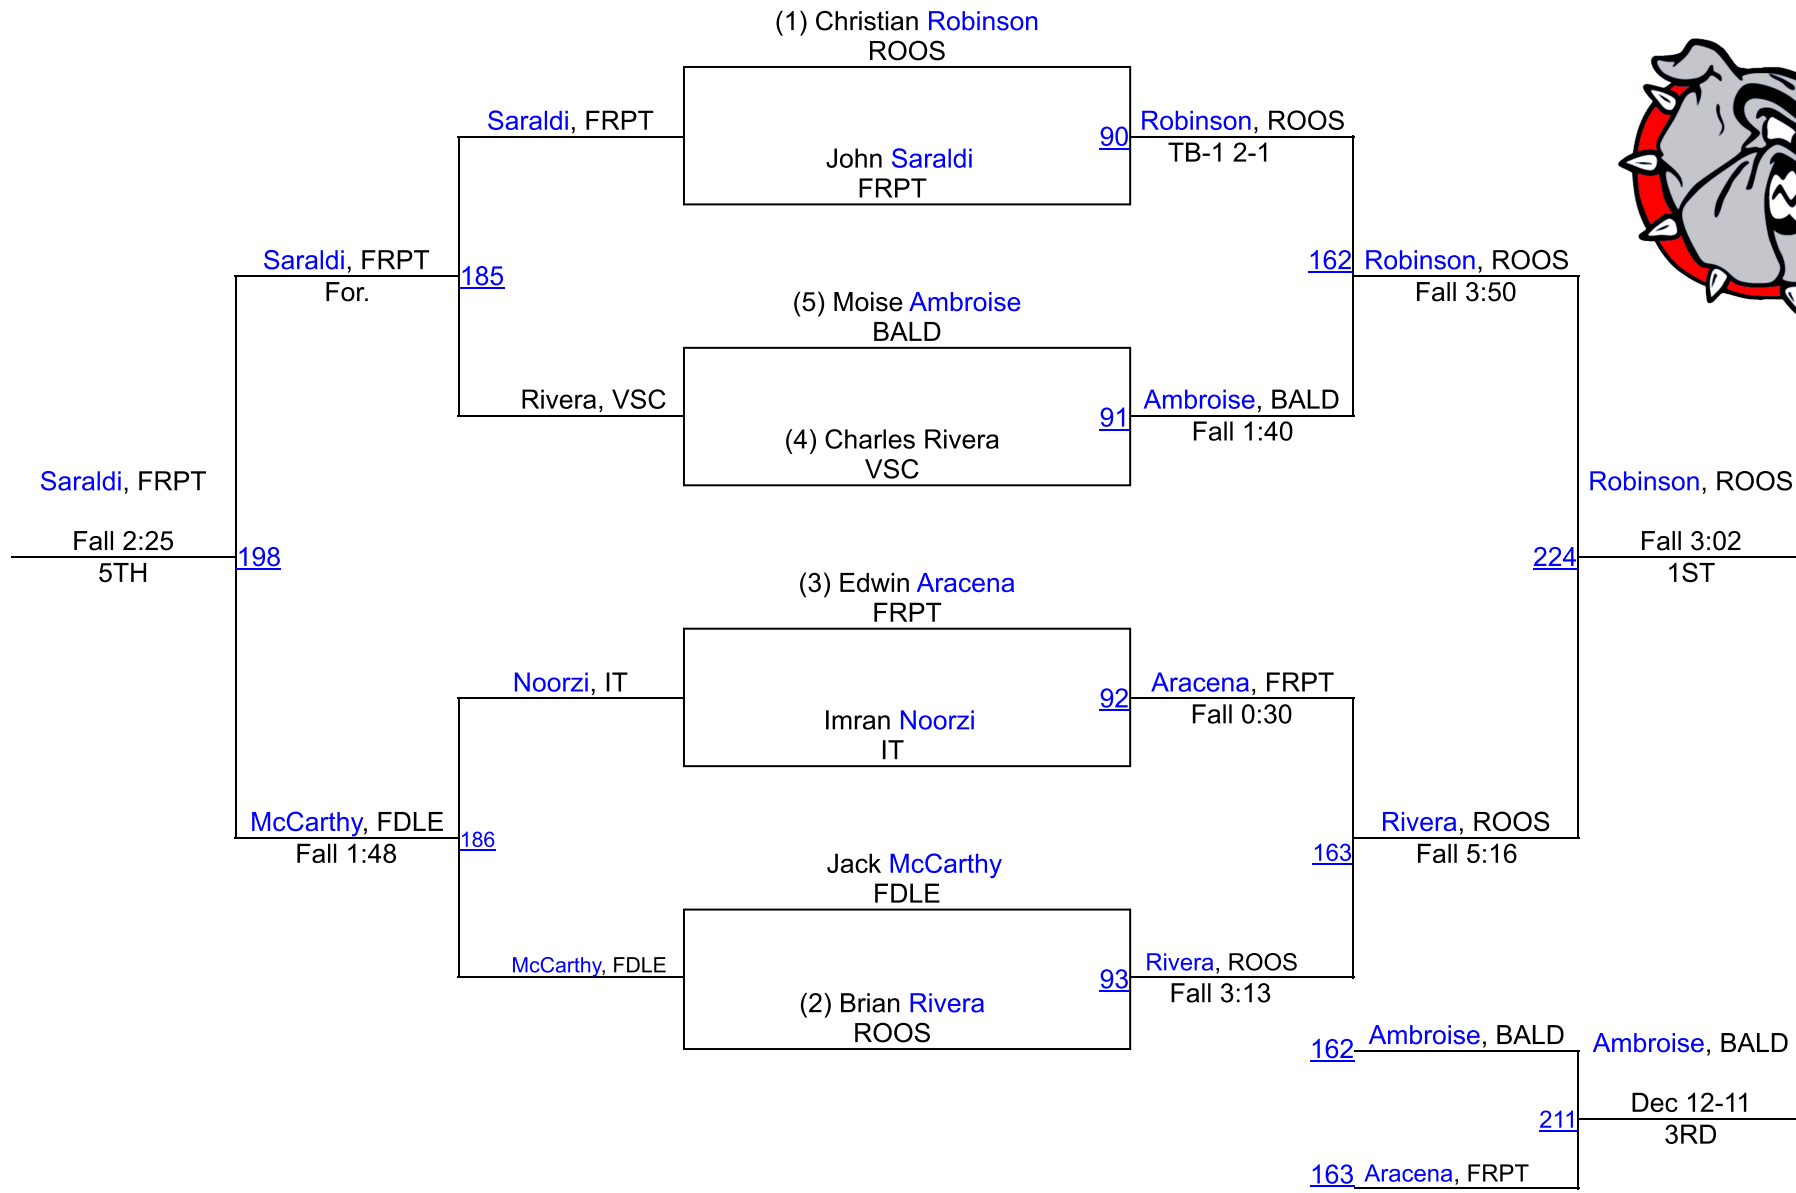 (1) Christian Robinson
ROOS
Saraldi, FRPT
90
Robinson, ROOS
TB-1 2-1
John Saraldi
FRPT
Saraldi, FRPT
For.
185
162
Robinson, ROOS
Fall 3:50
(5) Moise Ambroise
BALD
Rivera, VSC
91
Ambroise, BALD
Fall 1:40
(4) Charles Rivera
VSC
Saraldi, FRPT
Fall 2:25
5TH
198
Robinson, ROOS
224
Fall 3:02
1ST
(3) Edwin Aracena
FRPT
Noorzi, IT
92
Aracena, FRPT
Fall 0:30
Imran Noorzi
IT
McCarthy, FDLE
Fall 1:48
186
163
Rivera, ROOS
Fall 5:16
Jack McCarthy
FDLE
McCarthy, FDLE
93
Rivera, ROOS
Fall 3:13
(2) Brian Rivera
ROOS
162
Ambroise, BALD
Ambroise, BALD
211
Dec 12-11
3RD
163
Aracena, FRPT